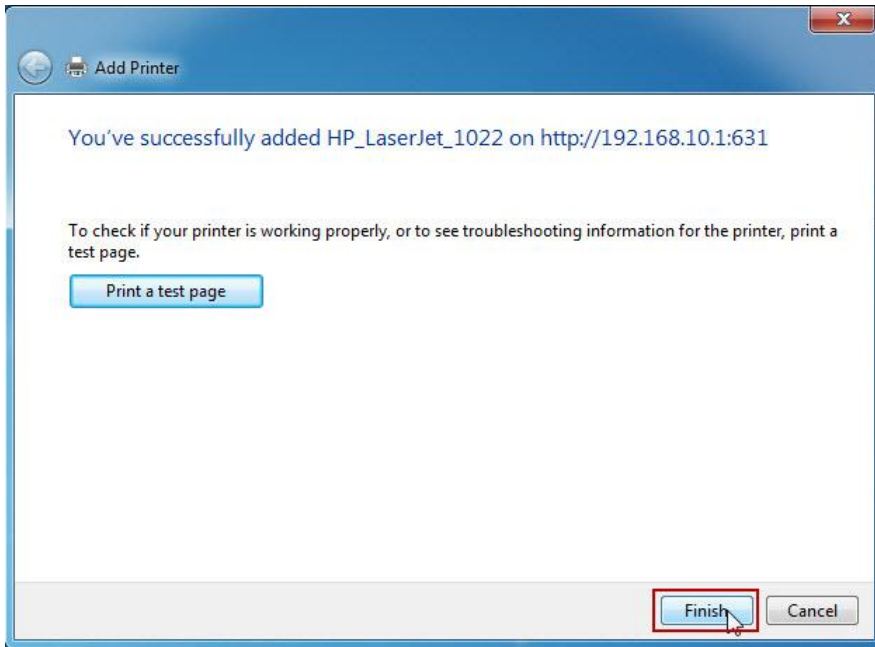 X
Add Printer
You've successfully added HP_LaserJet_1022 on http://192.168.10.1:631
To check if your printer is working properly, or to see troubleshooting information for the printer, print a
test page.
Print a test page
Finish Cancel